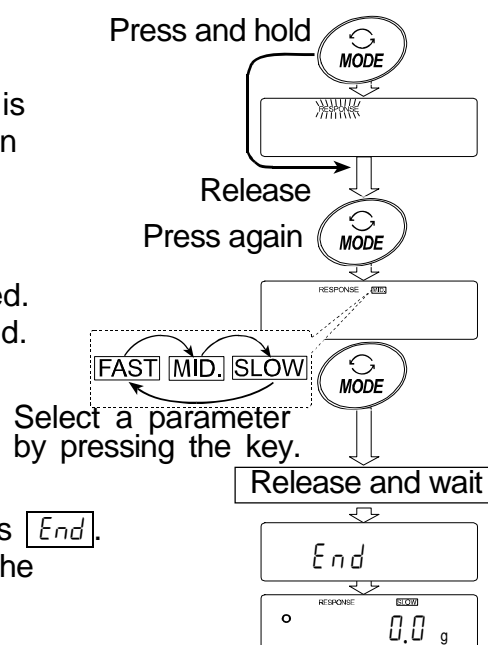 Press and hold
MODE
is
n
RESPONSE
Release
Press again
MODE
ed.
d.
RESPONSE MID.
FAST MID. SLOW
MODE
Select a parameter
by pressing the key.
Release and wait
s End.
he
End
RESPONSE SLOW
0.0 g